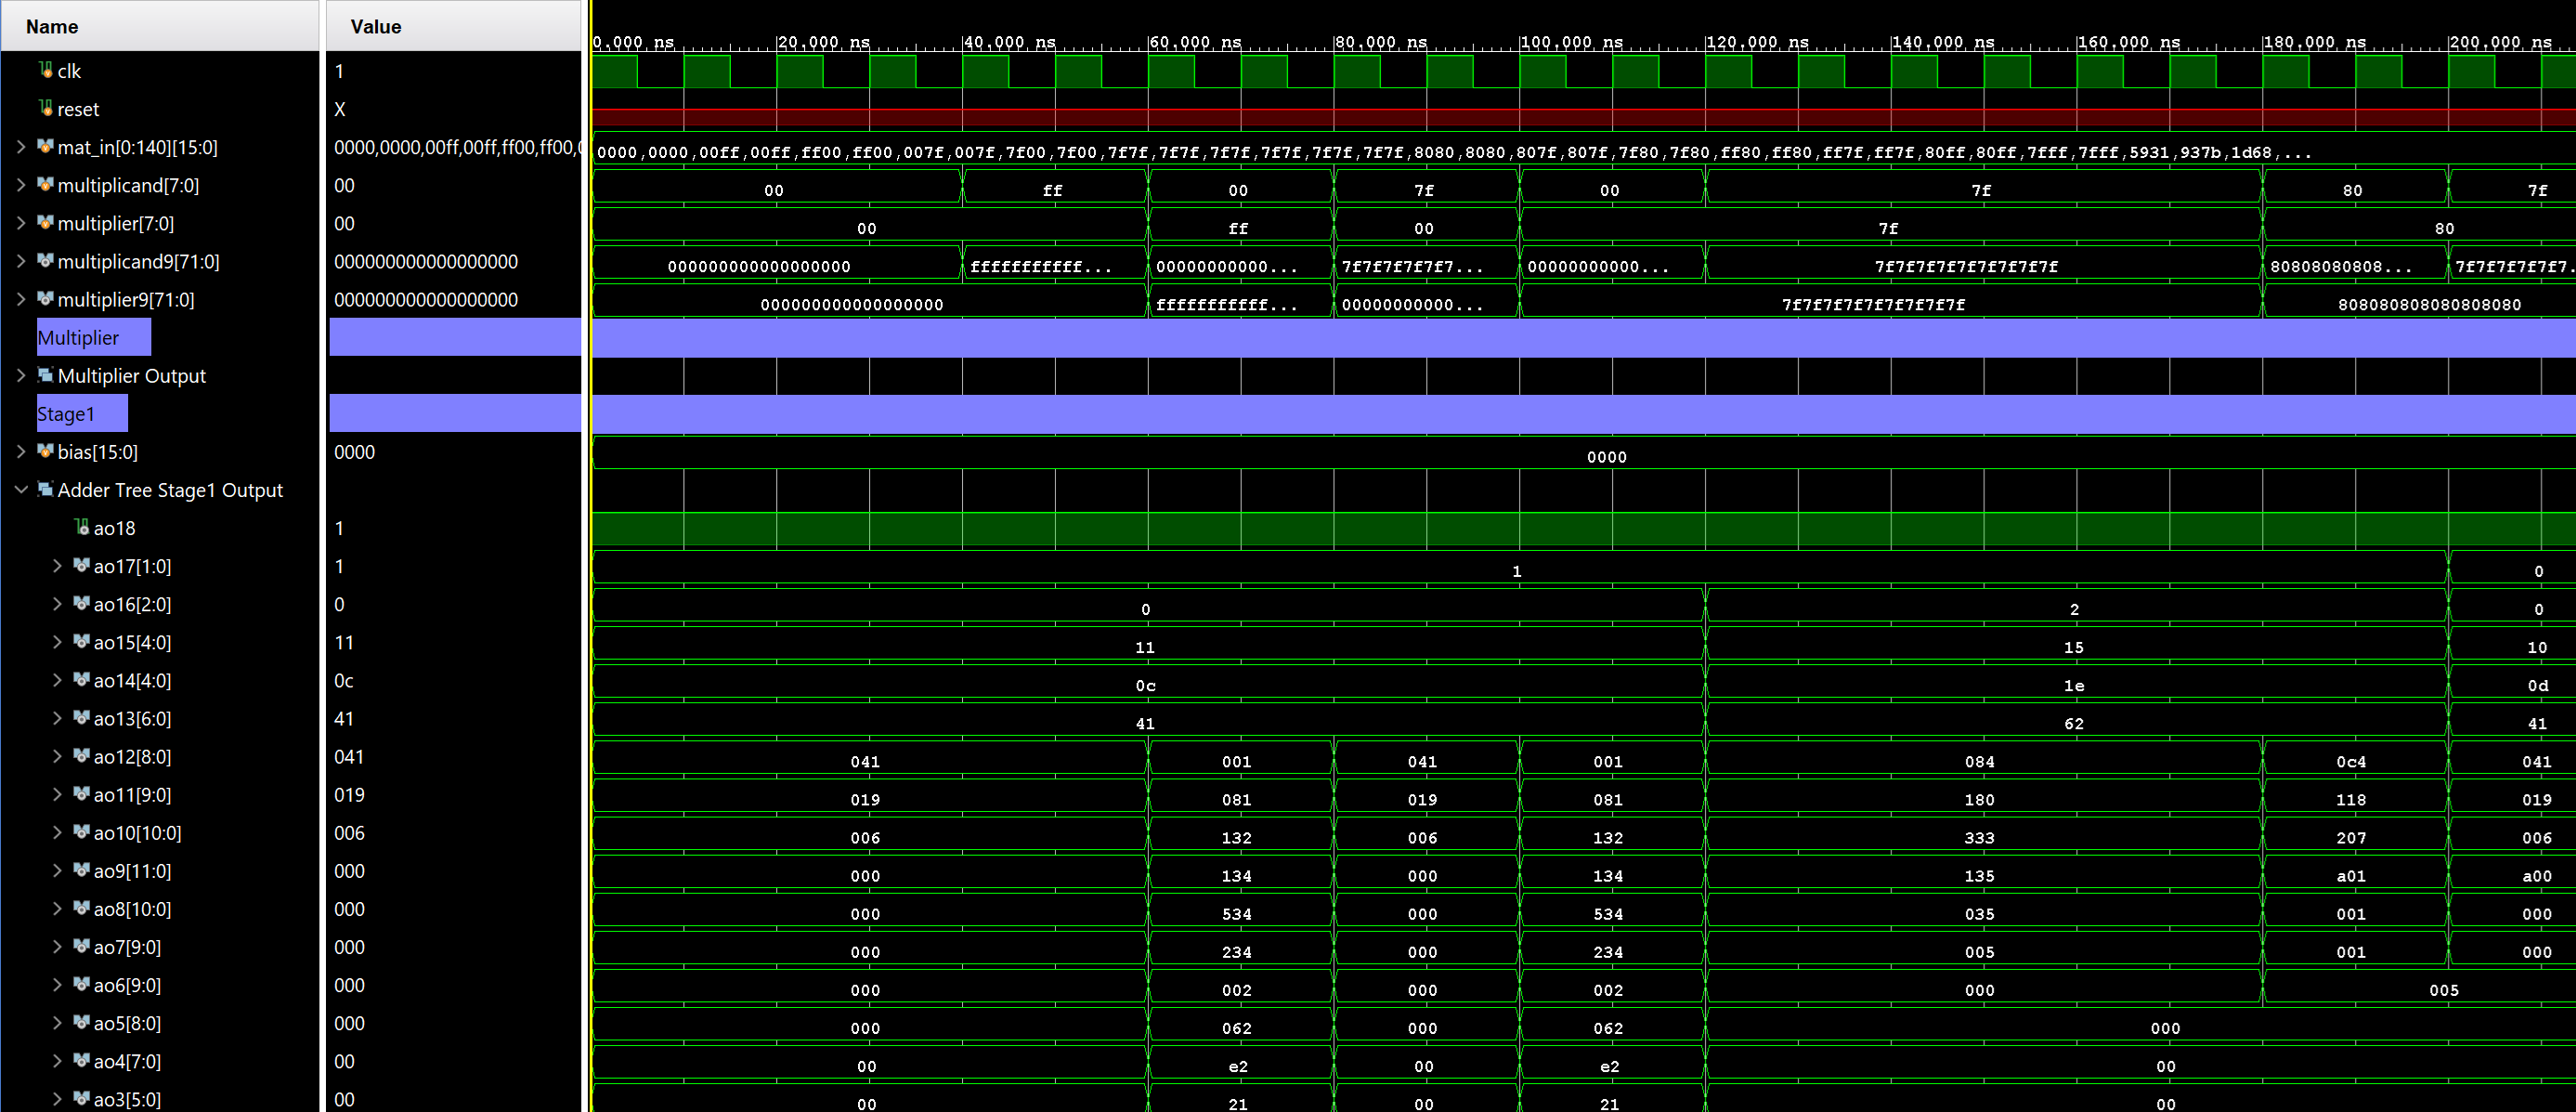 Name Value
0.000 ns 20.000 ns 40.000 ns 60.000 ns 80.000 ns 100.000 ns 120.000 ns 140.000 ns 160.000 ns 180.000 ns 200.000 ns
clk 1
reset X
mat_in[0:140][15:0] 0000,0000,00ff,00ff,ff00,ff00,0 0000,0000,00ff,00ff,ff00,ff00,007f,007f,7f00,7f00,7f7f,7f7f,7f7f,7f7f,7f7f,7f7f,8080,8080,807f,807f,7f80,7f80,ff80,ff80,ff7f,ff7f,80ff,80ff,7fff,7fff,5931,937b,1d68,...
multiplicand[7:0] 00 00 ff 00 7f 00 7f 80 7f
multiplier[7:0] 00 00 ff 00 7f 80
multiplicand9[71:0] 000000000000000000 000000000000000000 fffffffffff... 00000000000... 7f7f7f7f7f7... 00000000000... 7f7f7f7f7f7f7f7f7f 80808080808... 7f7f7f7f7f7.
multiplier9[71:0] 000000000000000000 000000000000000000 fffffffffff... 00000000000... 7f7f7f7f7f7f7f7f7f 808080808080808080
Multiplier
Multiplier Output
Stage1
bias[15:0] 0000 0000
Adder Tree Stage1 Output
ao18 1
ao17[1:0] 1 1 0
ao16[2:0] 0 0 2 0
ao15[4:0] 11 11 15 10
ao14[4:0] 0c 0c 1e 0d
ao13[6:0] 41 41 62 41
ao12[8:0] 041 041 001 041 001 084 0c4 041
ao11[9:0] 019 019 081 019 081 180 118 019
ao10[10:0] 006 006 132 006 132 333 207 006
ao9[11:0] 000 000 134 000 134 135 a01 a00
ao8[10:0] 000 000 534 000 534 035 001 000
ao7[9:0] 000 000 234 000 234 005 001 000
ao6[9:0] 000 000 002 000 002 000 005
ao5[8:0] 000 000 062 000 062 000
ao4[7:0] 00 00 e2 00 e2 00
ao3[5:0] 00 00 21 00 21 00